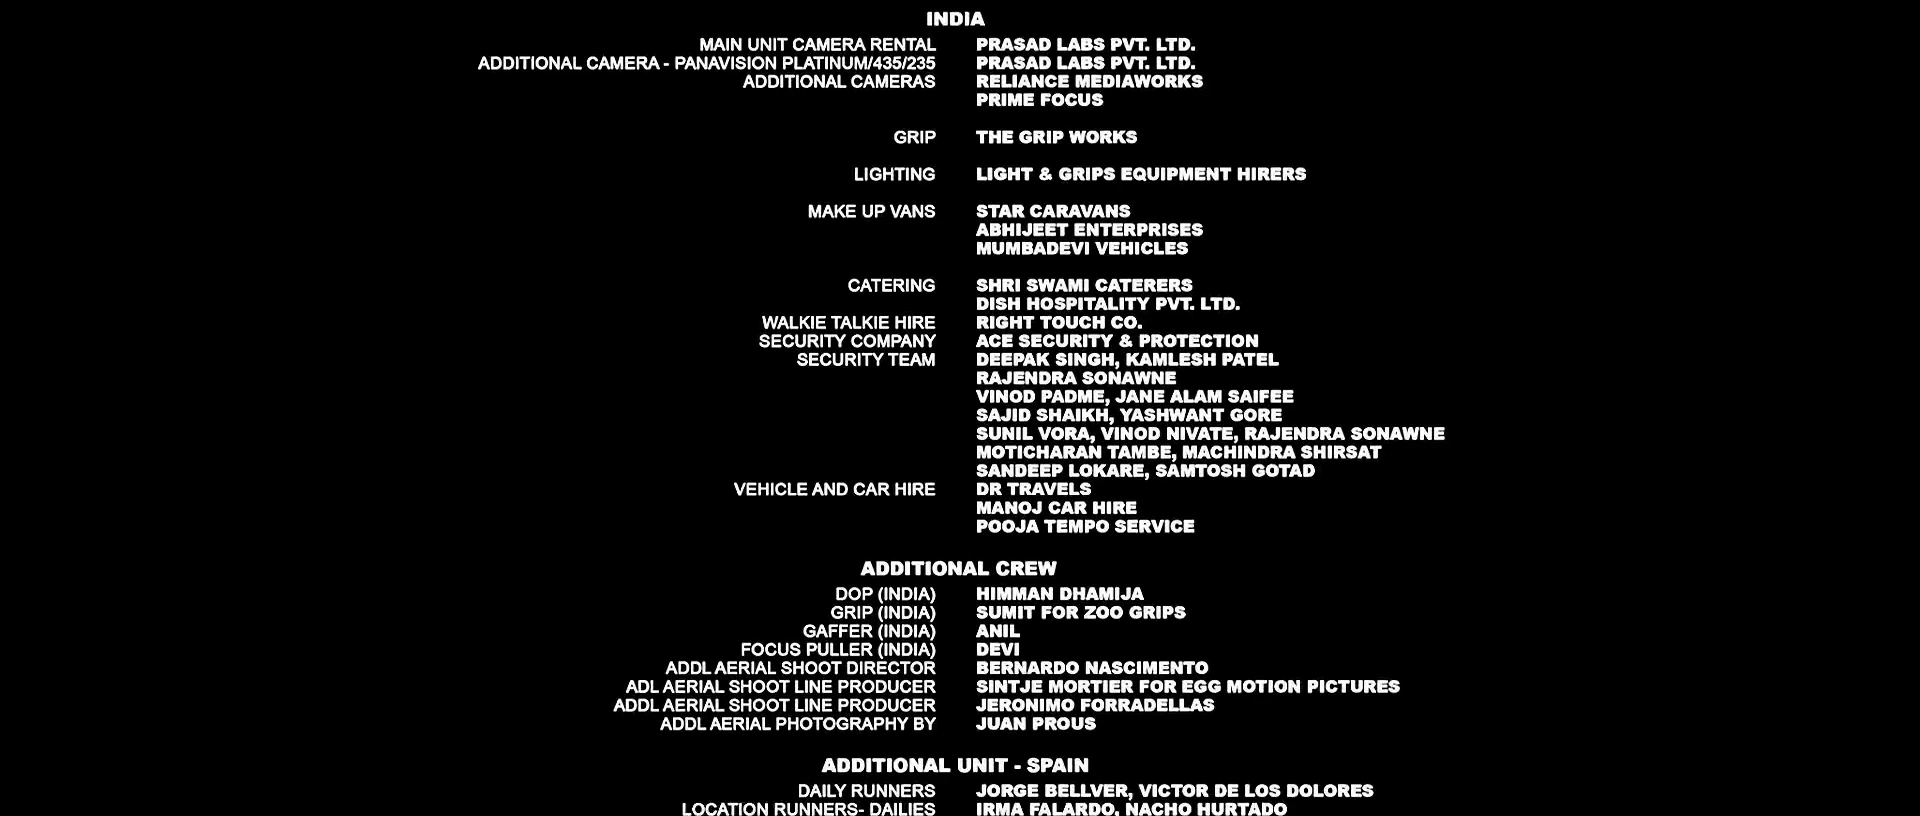 INDIA
MAIN UNIT CAMERA RENTAL PRASAD LABS PVT. LTD.
ADDITIONAL CAMERA - PANAVISION PLATINUM/435/235 PRASAD LABS PVT. LTD.
ADDITIONAL CAMERAS RELIANCE MEDIAWORKS
PRIME FOCUS
GRIP THE GRIP WORKS
LIGHTING LIGHT & GRIPS EQUIPMENT HIRERS
MAKE UP VANS STAR CARAVANS
ABHIJEET ENTERPRISES
MUMBADEVI VEHICLES
CATERING SHRI SWAMI CATERERS
DISH HOSPITALITY PVT. LTD.
WALKIE TALKIE HIRE RIGHT TOUCH CO.
SECURITY COMPANY ACE SECURITY & PROTECTION
SECURITY TEAM DEEPAK SINGH, KAMLESH PATEL
RAJENDRA SONAWNE
VINOD PADME, JANE ALAM SAIFEE
SAJID SHAIKH, YASHWANT GORE
SUNIL VORA, VINOD NIVATE, RAJENDRA SONAWNE
MOTICHARAN TAMBE, MACHINDRA SHIRSAT
SANDEEP LOKARE, SAMTOSH GOTAD
VEHICLE AND CAR HIRE DR TRAVELS
MANOJ CAR HIRE
POOJA TEMPO SERVICE
ADDITIONAL CREW
DOP (INDIA) HIMMAN DHAMIJA
GRIP (INDIA) SUMIT FOR ZOO GRIPS
GAFFER (INDIA) ANIL
FOCUS PULLER (INDIA) DEVI
ADDL AERIAL SHOOT DIRECTOR BERNARDO NASCIMENTO
ADL AERIAL SHOOT LINE PRODUCER SINTJE MORTIER FOR EGG MOTION PICTURES
ADDL AERIAL SHOOT LINE PRODUCER JERONIMO FORRADELLAS
ADDL AERIAL PHOTOGRAPHY BY JUAN PROUS
ADDITIONAL UNIT - SPAIN
DAILY RUNNERS JORGE BELLVER, VICTOR DE LOS DOLORES
LOCATION RUNNERS- DAILIES IRMA FALARDO, NACHO HURTADO